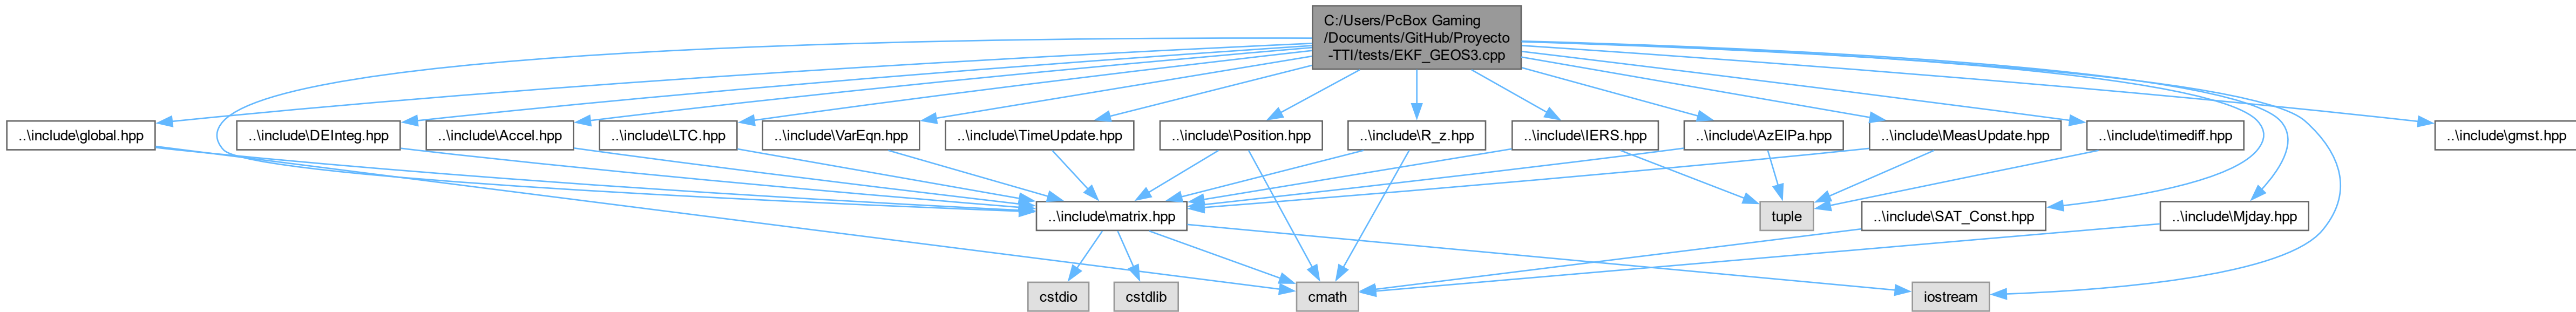 C:/Users/PcBox Gaming
/Documents/GitHub/Proyecto
-TTI/tests/EKF_GEOS3.cpp
..\include\global.hpp
..\include\DEInteg.hpp
..\include\Accel.hpp
..\include\LTC.hpp
..\include\VarEqn.hpp
..\include\TimeUpdate.hpp
..\include\Position.hpp
..\include\R_z.hpp
..\include\IERS.hpp
..\include\AzElPa.hpp
..\include\MeasUpdate.hpp
..\include\timediff.hpp
..\include\gmst.hpp
..\include\matrix.hpp
tuple
..\include\SAT_Const.hpp
..\include\Mjday.hpp
cstdio
cstdlib
cmath
iostream